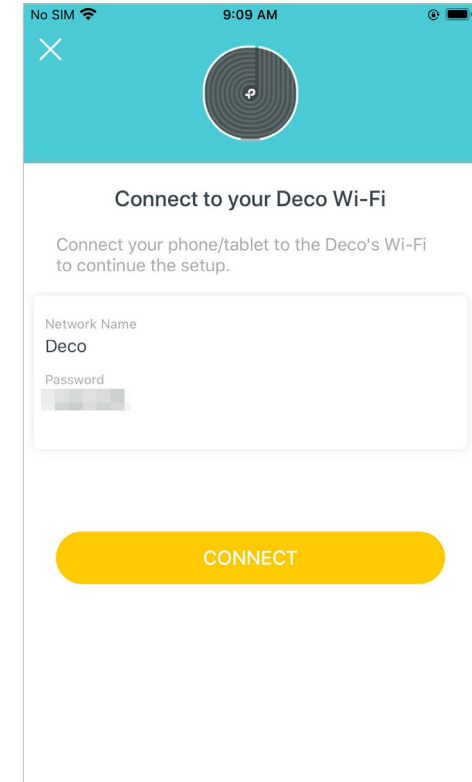 No SIM
9:09 AM
Connect to your Deco Wi-Fi
Connect your phone/tablet to the Deco's Wi-Fi
to continue the setup.
Network Name
Deco
Password
CONNECT